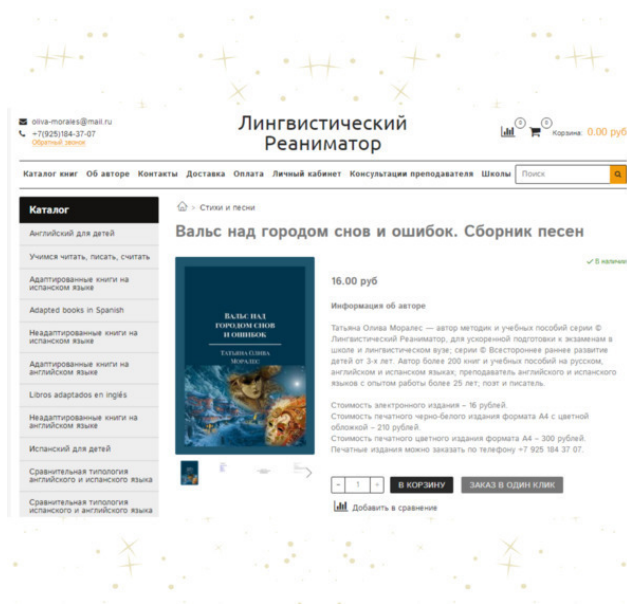 oliva-morales@mail.ru
+7(925)184-37-07
Обратный звонок
Лингвистический
Реаниматор
0
0
Корзина: 0.00 руб
Каталог книг Об авторе Контакты Доставка Оплата Личный кабинет Консультации преподавателя Школы Поиск
Каталог
Английский для детей
Учимся читать, писать, считать
Адаптированные книги на
испанском языке
Adapted books in Spanish
Неадаптированные книги на
испанском языке
Адаптированные книги на
английском языке
Libros adaptados en inglés
Неадаптированные книги на
английском языке
Испанский для детей
Сравнительная типология
английского и испанского языка
Сравнительная типология
испанского и английского языка
> Стихи и песни
Вальс над городом снов и ошибок. Сборник песен
В наличии
Вальс над
городом снов
и ошибок
Татьяна Олива
Моралес
16.00 руб
Информация об авторе
Татьяна Олива Моралес — автор методик и учебных пособий серии ©
Лингвистический Реаниматор, для ускоренной подготовки к экзаменам в
школе и лингвистическом вузе; серии © Всестороннее раннее развитие
детей от 3-х лет. Автор более 200 книг и учебных пособий на русском,
английском и испанском языках; преподаватель английского и испанского
языков с опытом работы более 25 лет; поэт и писатель.
Стоимость электронного издания – 16 рублей.
Стоимость печатного черно-белого издания формата А4 с цветной
обложкой – 210 рублей.
Стоимость печатного цветного издания формата А4 – 300 рублей.
Печатные издания можно заказать по телефону +7 925 184 37 07.
- 1 +
В КОРЗИНУ
ЗАКАЗ В ОДИН КЛИК
Добавить в сравнение